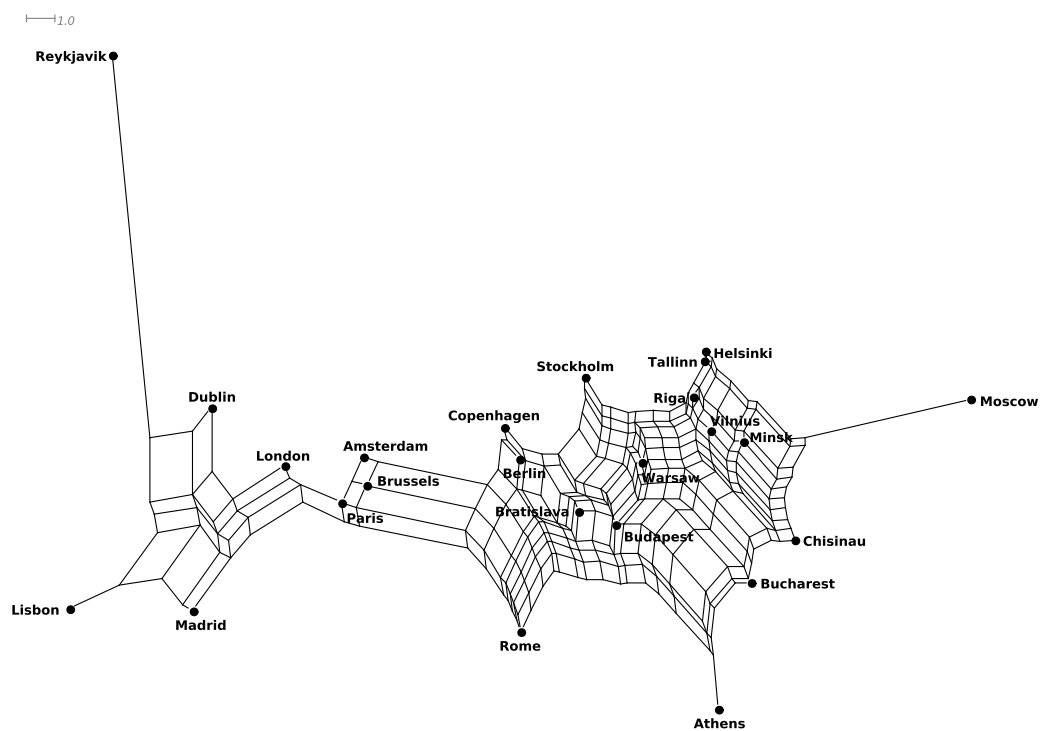 1.0
Reykjavik
Helsinki
Tallinn
Stockholm
Dublin
Riga
Moscow
Copenhagen
Vilnius
Minsk
Amsterdam
London
Berlin
Warsaw
Brussels
Bratislava
Paris
Budapest
Chisinau
Bucharest
Lisbon
Madrid
Rome
Athens